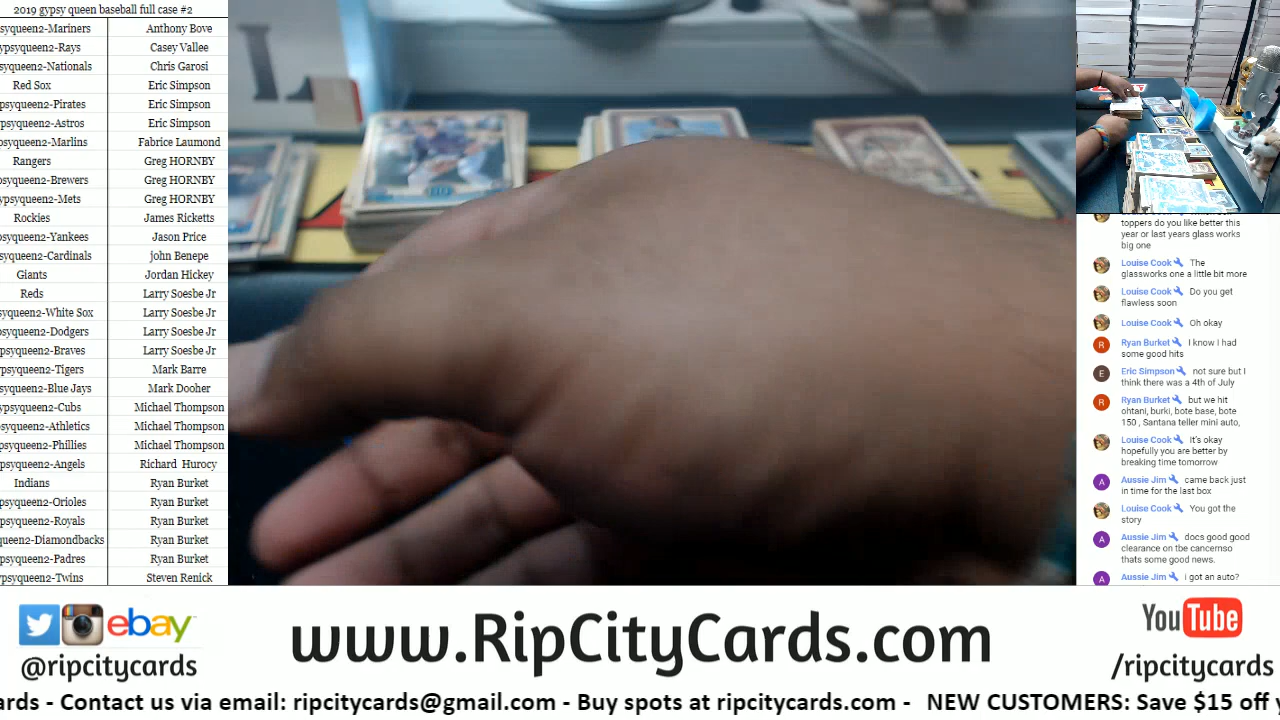 2019 gypsy queen baseball full case #2
syqueen2-Mariners Anthony Bove
ypsyqueen2-Rays Casey Vallee
syqueen2-Nationals Chris Garosi
Red Sox Eric Simpson
psyqueen2-Pirates Eric Simpson
psyqueen2-Astros Eric Simpson
psyqueen2-Marlins Fabrice Laumond
Rangers Greg HORNBY
psyqueen2-Brewers Greg HORNBY
ypsyqueen2-Mets Greg HORNBY
Rockies James Ricketts
psyqueen2-Yankees Jason Price
syqueen2-Cardinals john Benepe
Giants Jordan Hickey
Reds Larry Soesbe Jr
syqueen2-White Sox Larry Soesbe Jr
psyqueen2-Dodgers Larry Soesbe Jr
psyqueen2-Braves Larry Soesbe Jr
psyqueen2-Tigers Mark Barre
psyqueen2-Blue Jays Mark Dooher
ypsyqueen2-Cubs Michael Thompson
psyqueen2-Athletics Michael Thompson
psyqueen2-Phillies Michael Thompson
psyqueen2-Angels Richard Hurocy
Indians Ryan Burket
psyqueen2-Orioles Ryan Burket
psyqueen2-Royals Ryan Burket
queen2-Diamondbacks Ryan Burket
psyqueen2-Padres Ryan Burket
ypsyqueen2-Twins Steven Renick
toppers do you like better this
year or last years glass works
big one
Louise Cook The
glassworks one a little bit more
Louise Cook Do you get
flawless soon
Louise Cook Oh okay
Ryan Burket I know I had
some good hits
Eric Simpson not sure but I
think there was a 4th of July
Ryan Burket but we hit
ohtani, burki, bote base, bote
150 , Santana teller mini auto,
Louise Cook It's okay
hopefully you are better by
breaking time tomorrow
Aussie Jim came back just
in time for the last box
Louise Cook You got the
story
Aussie Jim docs good good
clearance on tbe cancernso
thats some good news.
Aussie Jim i got an auto?
ebay
@ripcitycards
www.RipCityCards.com
YouTube
/ripcitycards
ards - Contact us via email: ripcitycards@gmail.com - Buy spots at ripcitycards.com - NEW CUSTOMERS: Save $15 off